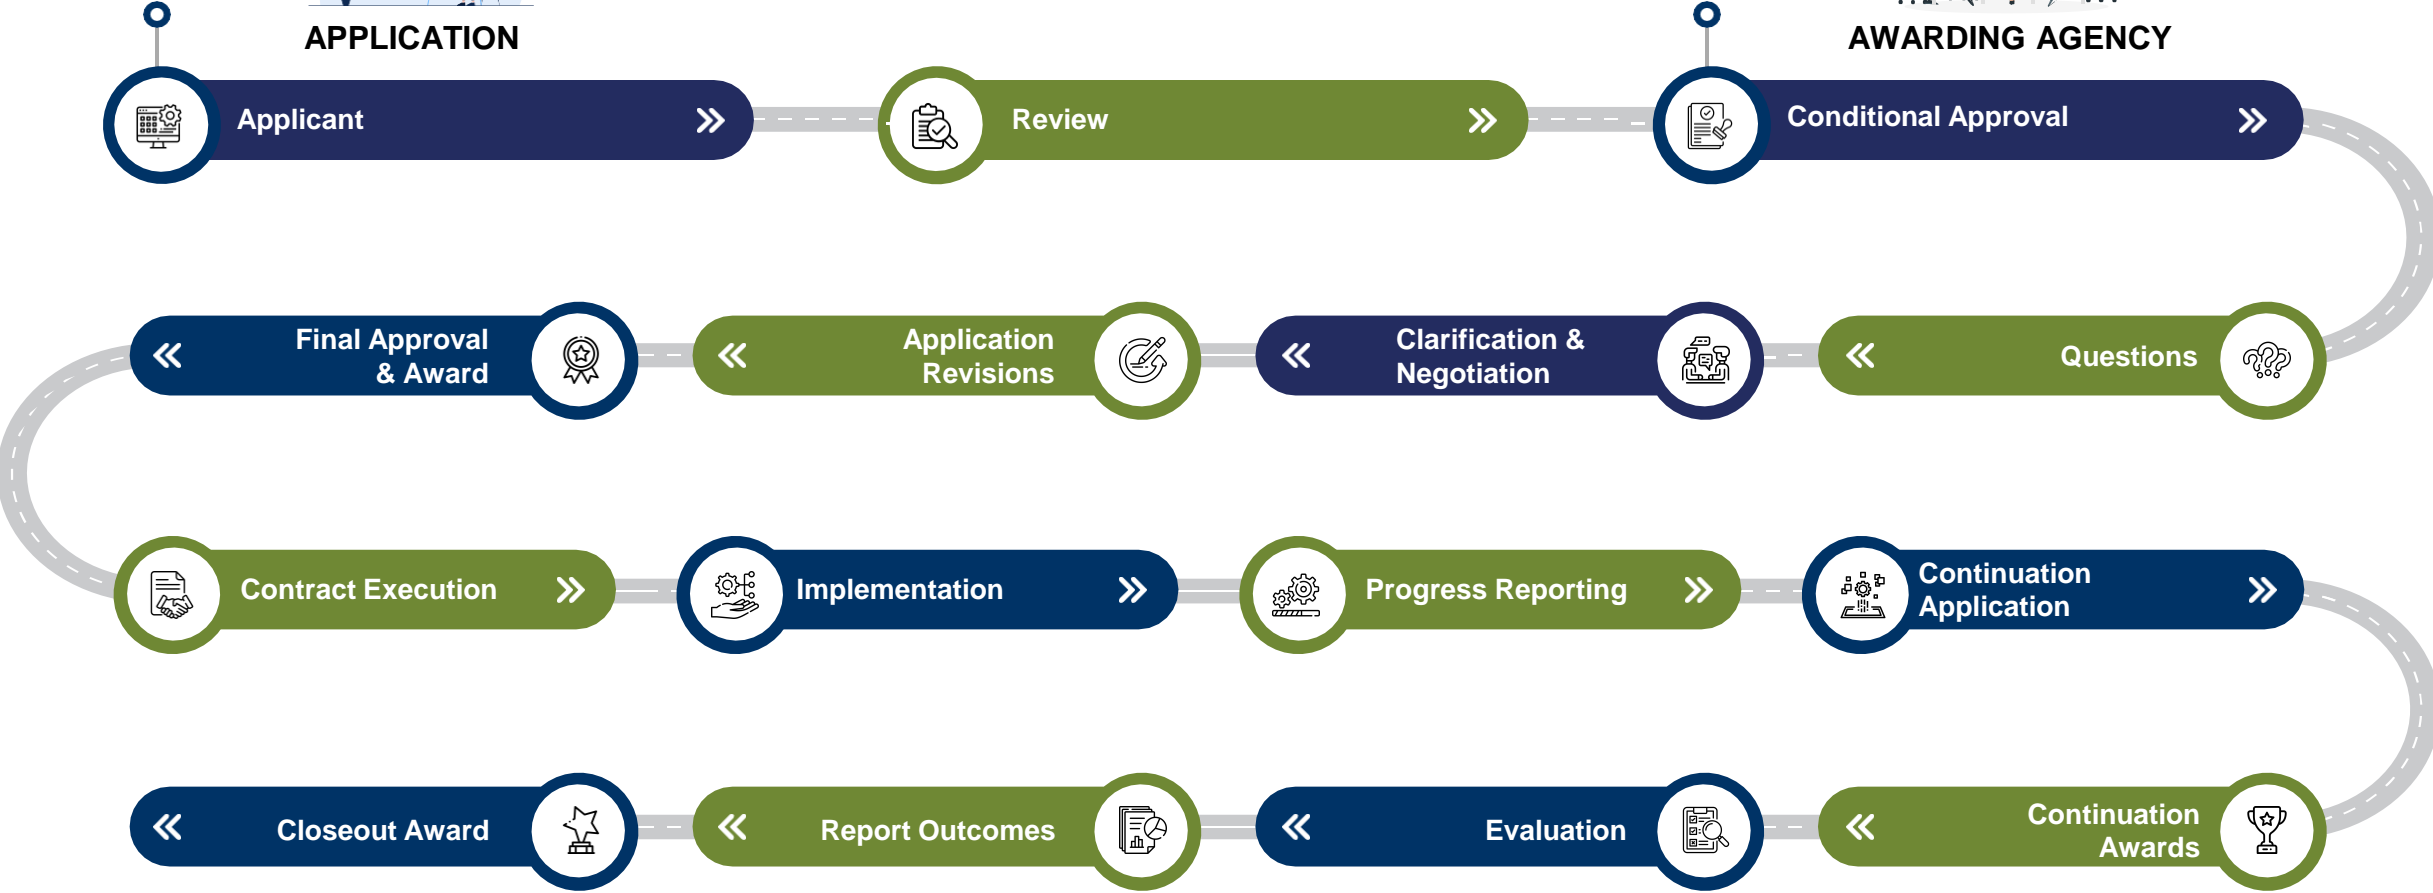 APPLICATION
AWARDING AGENCY
Applicant
Review
Conditional Approval
Questions
Clarification &
Negotiation
Application
Revisions
Final Approval
& Award
Contract Execution
Implementation
Progress Reporting
Continuation
Application
Continuation
Awards
Evaluation
Report Outcomes
Closeout Award